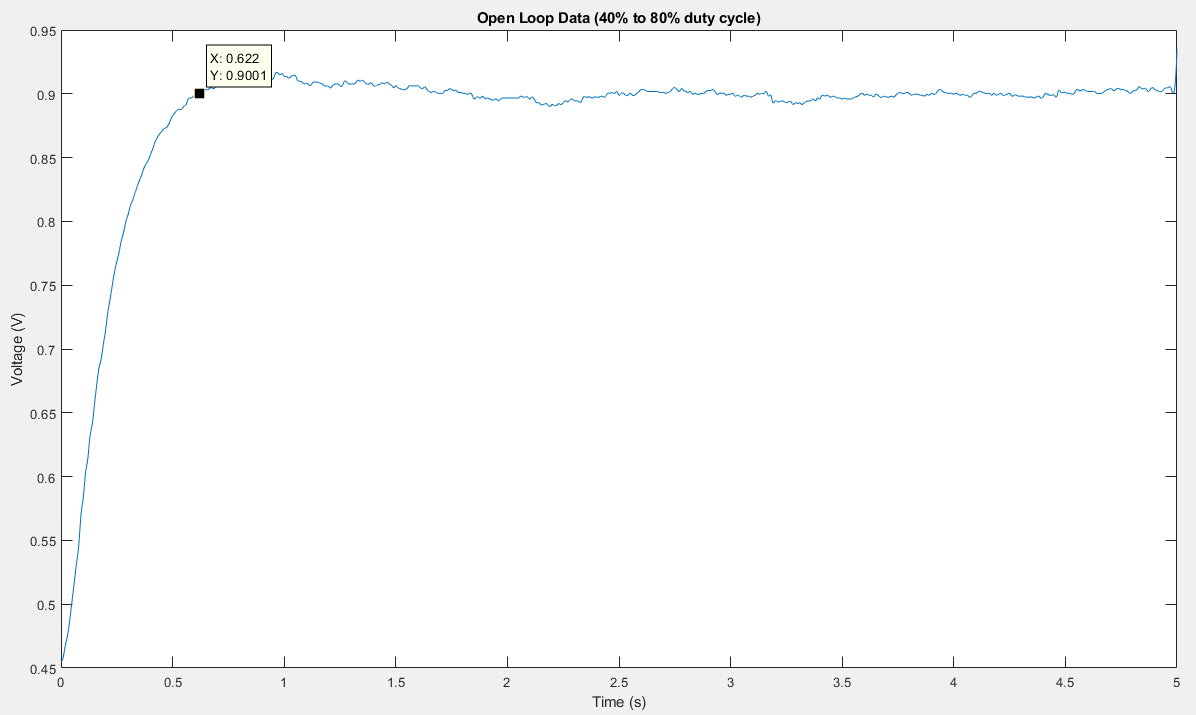 Open Loop Data (40% to 80% duty cycle)
X: 0.622
Y: 0.9001
0.95
0.9
0.85
0.8
0.75
0.7
0.65
0.6
0.55
0.5
0.45
Voltage (V)
0 0.5 1 1.5 2 2.5 3 3.5 4 4.5 5
Time (s)